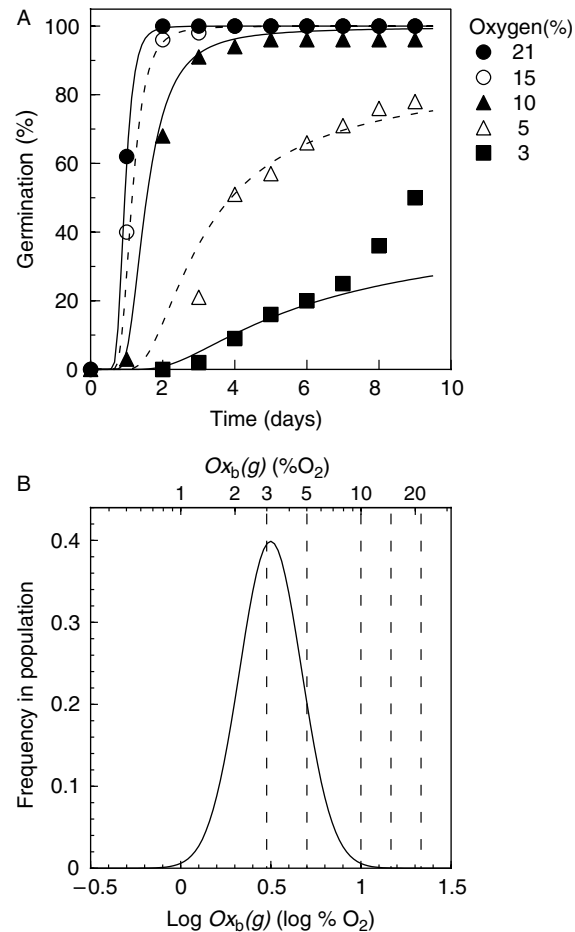 A
Oxygen(%)
21
15
10
5
3
100
80
60
40
20
0
Germination (%)
0 2 4 6 8 10
Time (days)
B
Oxb(g) (%O2)
1 2 3 5 10 20
0.4
0.3
0.2
0.1
0
Frequency in population
−0.5 0.0 0.5 1.0 1.5
Log Oxb(g) (log % O2)